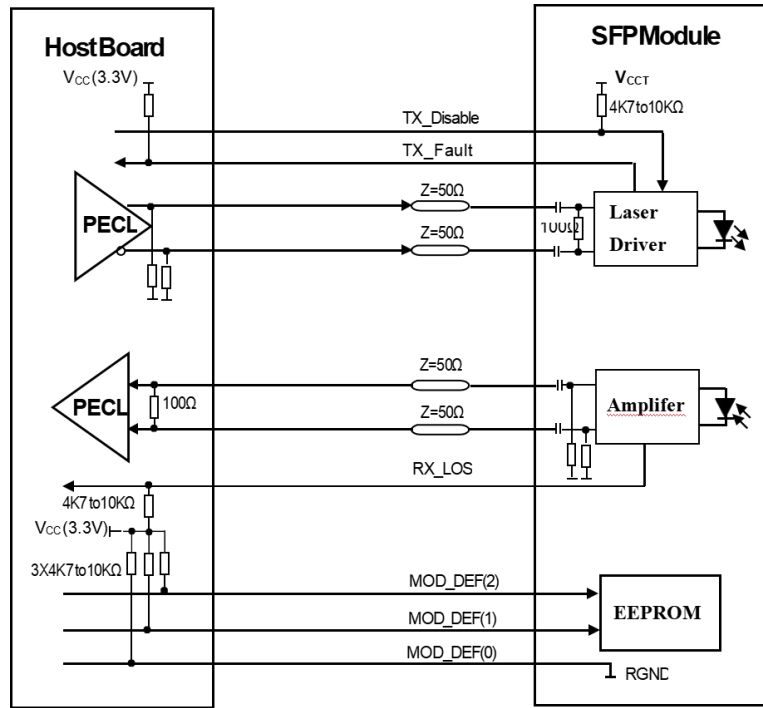 HostBoard
SFPModule
VCC(3.3V)
VCCT
4K7to10KΩ
TX_Disable
TX_Fault
Z=50Ω
PECL
Laser
Driver
100Ω
Z=50Ω
Z=50Ω
PECL
100Ω
Amplifer
Z=50Ω
RX_LOS
4K7to10KΩ
VCC(3.3V)
3X4K7to10KΩ
MOD_DEF(2)
EEPROM
MOD_DEF(1)
MOD_DEF(0)
RGND